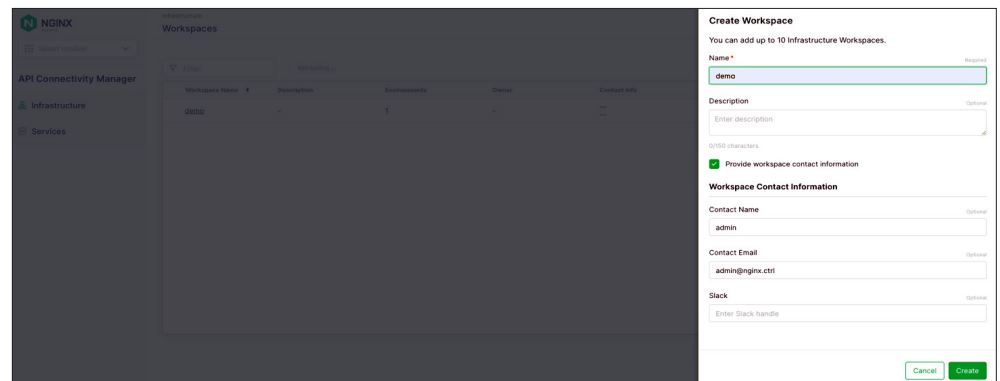 NGINX
Infrastructure
Workspaces
API Connectivity Manager
Infrastructure
Services
Workspace Name
Description
Environments
Owner
Contact Info
demo
-
1
-
Create Workspace
You can add up to 10 Infrastructure Workspaces.
Name*
Required
demo
Description
Optional
Enter description
0/150 characters
Provide workspace contact information
Workspace Contact Information
Contact Name
Optional
admin
Contact Email
Optional
admin@nginx.ctrl
Slack
Optional
Enter Slack handle
Cancel
Create